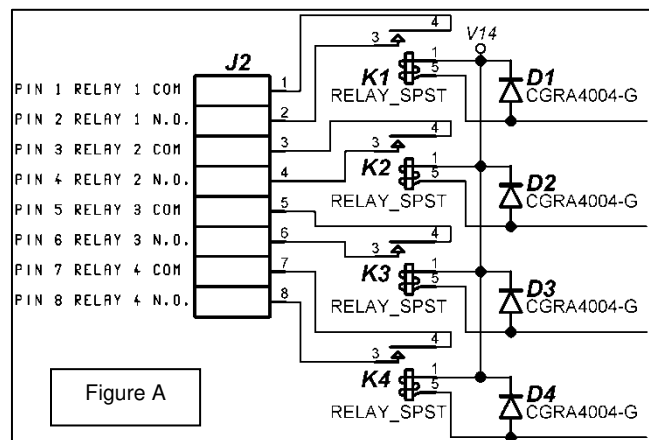 J2
PIN 1 RELAY 1 COM
PIN 2 RELAY 1 N.O.
PIN 3 RELAY 2 COM
PIN 4 RELAY 2 N.O.
PIN 5 RELAY 3 COM
PIN 6 RELAY 3 N.O.
PIN 7 RELAY 4 COM
PIN 8 RELAY 4 N.O.
1
2
3
4
5
6
7
8
V14
4
3
1
5
K1
RELAY_SPST
D1
CGRA4004-G
4
3
1
5
K2
RELAY_SPST
D2
CGRA4004-G
4
3
1
5
K3
RELAY_SPST
D3
CGRA4004-G
4
3
1
5
K4
RELAY_SPST
D4
CGRA4004-G
Figure A